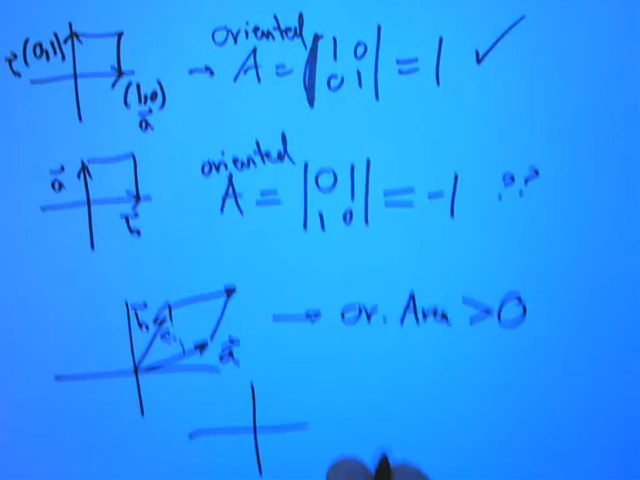 oriented
(0,1) → A = |1 0| = 1 ✓
|0 1|
(1,0)
a⃗
oriented
a⃗ A = |0 1| = -1 ??
|1 0|
b⃗
b⃗ → or. Area > 0
a⃗